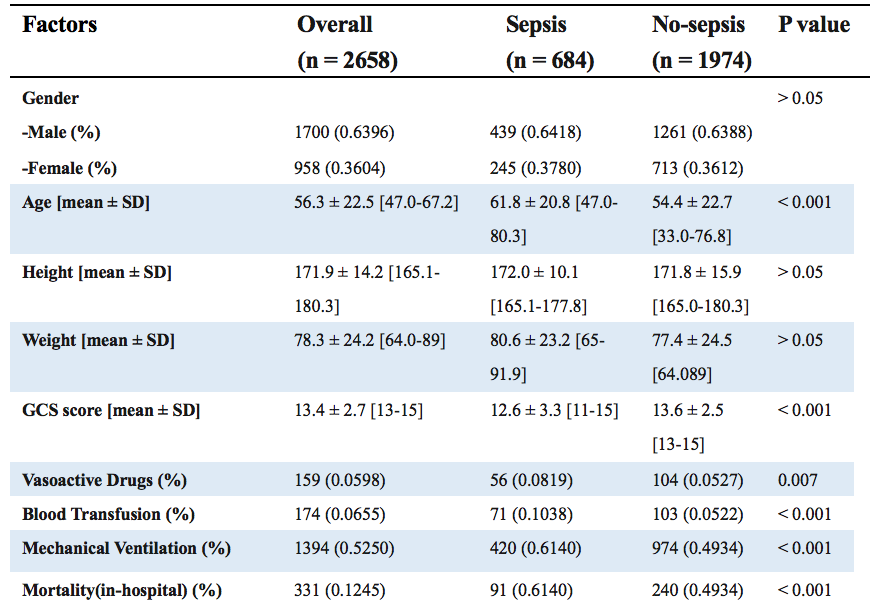 Factors Overall Sepsis No-sepsis P value
(n = 2658) (n = 684) (n = 1974)
Gender > 0.05
-Male (%) 1700 (0.6396) 439 (0.6418) 1261 (0.6388)
-Female (%) 958 (0.3604) 245 (0.3780) 713 (0.3612)
Age [mean ± SD] 56.3 ± 22.5 [47.0-67.2] 61.8 ± 20.8 [47.0- 54.4 ± 22.7 < 0.001
80.3] [33.0-76.8]
Height [mean ± SD] 171.9 ± 14.2 [165.1- 172.0 ± 10.1 171.8 ± 15.9 > 0.05
180.3] [165.1-177.8] [165.0-180.3]
Weight [mean ± SD] 78.3 ± 24.2 [64.0-89] 80.6 ± 23.2 [65- 77.4 ± 24.5 > 0.05
91.9] [64.089]
GCS score [mean ± SD] 13.4 ± 2.7 [13-15] 12.6 ± 3.3 [11-15] 13.6 ± 2.5 < 0.001
[13-15]
Vasoactive Drugs (%) 159 (0.0598) 56 (0.0819) 104 (0.0527) 0.007
Blood Transfusion (%) 174 (0.0655) 71 (0.1038) 103 (0.0522) < 0.001
Mechanical Ventilation (%) 1394 (0.5250) 420 (0.6140) 974 (0.4934) < 0.001
Mortality(in-hospital) (%) 331 (0.1245) 91 (0.6140) 240 (0.4934) < 0.001